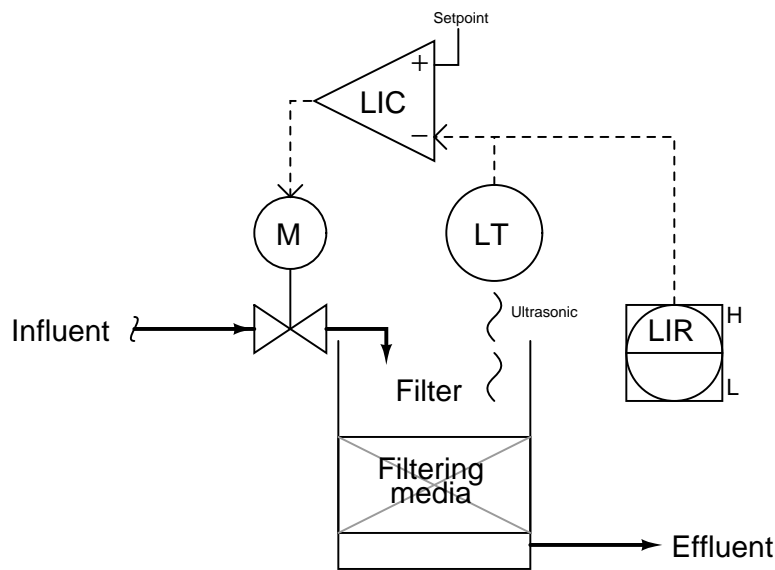 Setpoint
+
LIC
−
M
LT
Influent
Ultrasonic
H
LIR
L
Filter
Filtering
media
Effluent